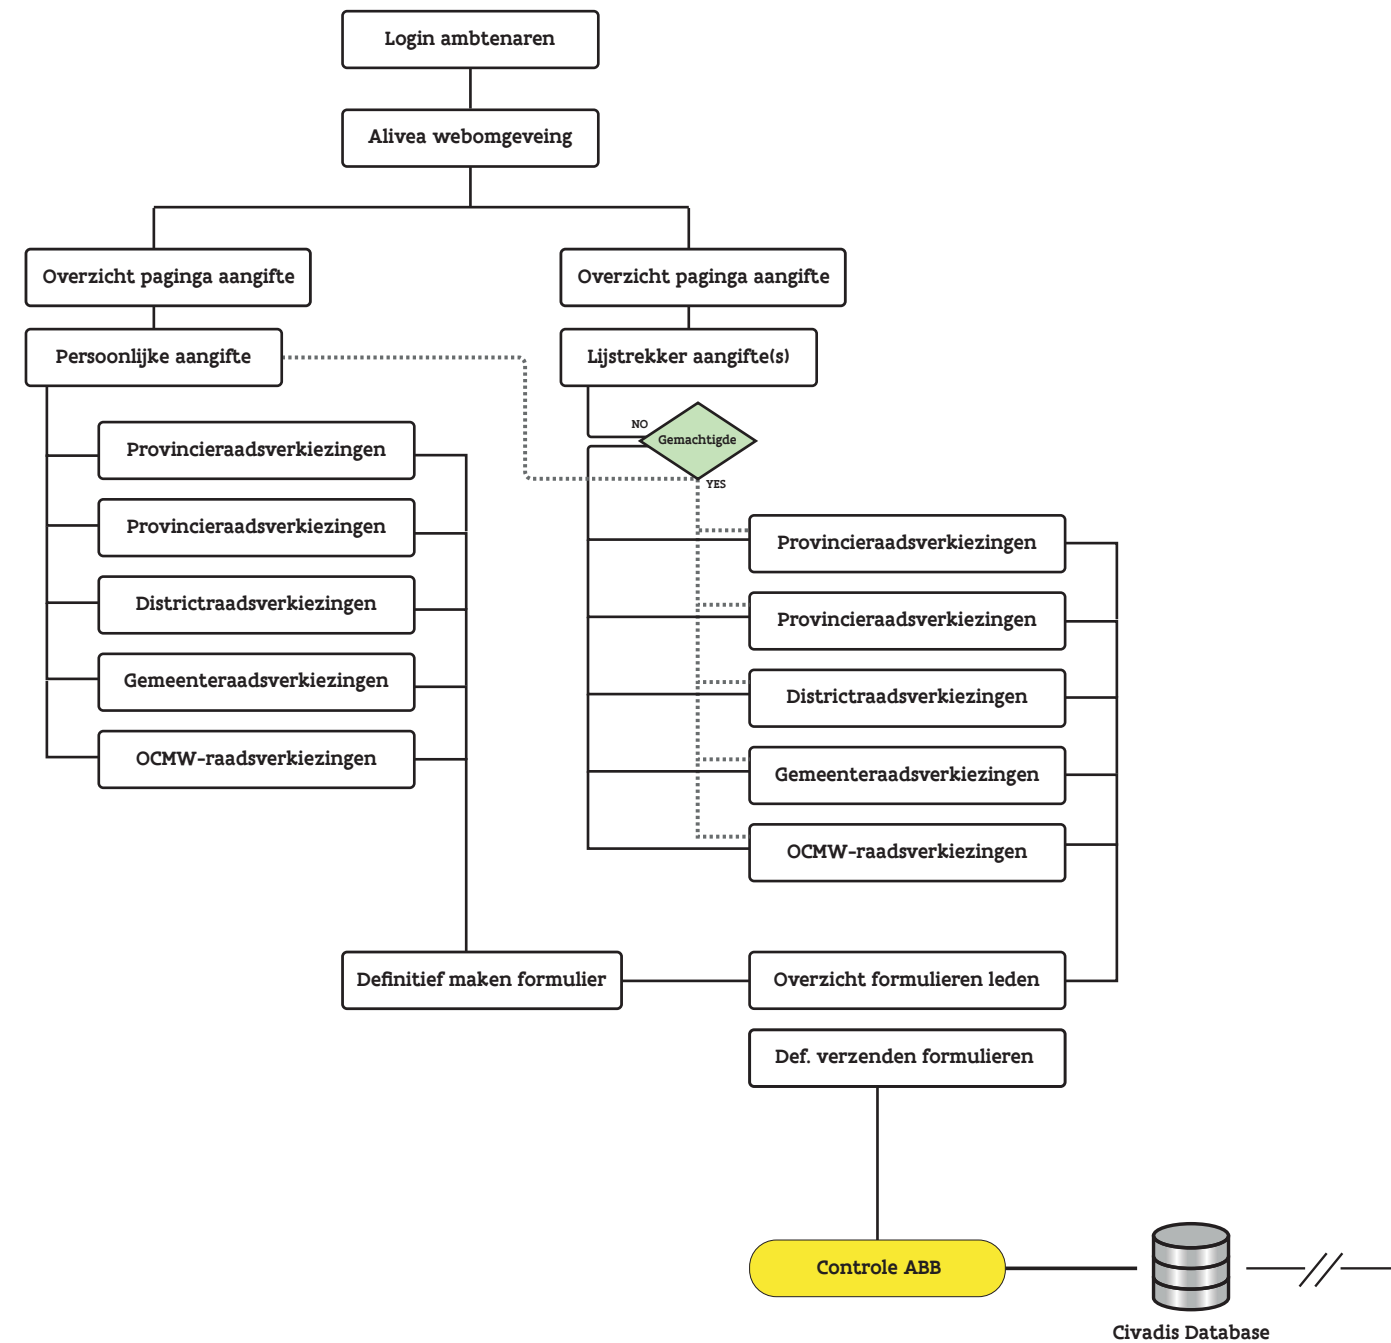 Login ambtenaren
Alivea webomgeveing
Overzicht paginga aangifte
Overzicht paginga aangifte
Persoonlijke aangifte
Lijstrekker aangifte(s)
NO
Gemachtigde
YES
Provincieraadsverkiezingen
Provincieraadsverkiezingen
Districtraadsverkiezingen
Gemeenteraadsverkiezingen
OCMW-raadsverkiezingen
Provincieraadsverkiezingen
Provincieraadsverkiezingen
Districtraadsverkiezingen
Gemeenteraadsverkiezingen
OCMW-raadsverkiezingen
Definitief maken formulier
Overzicht formulieren leden
Def. verzenden formulieren
Controle ABB
Civadis Database